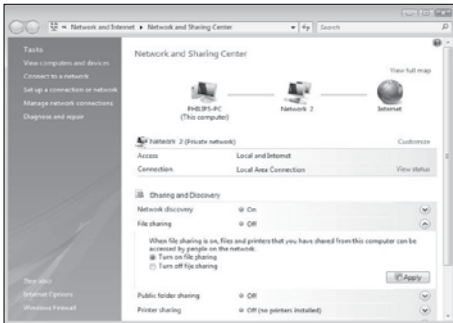 Network and Internet ▸ Network and Sharing Center
Search
Tasks
View computers and devices
Connect to a network
Set up a connection or network
Manage network connections
Diagnose and repair
See also
Internet Options
Windows Firewall
Network and Sharing Center
View full map
PHILIPS-PC
(This computer)
Network 2
Internet
Network 2 (Private network)
Customize
Access
Local and Internet
Connection
Local Area Connection
View status
Sharing and Discovery
Network discovery
On
File sharing
Off
When file sharing is on, files and printers that you have shared from this computer can be
accessed by people on the network.
Turn on file sharing
Turn off file sharing
Apply
Public folder sharing
Off
Printer sharing
Off (no printers installed)